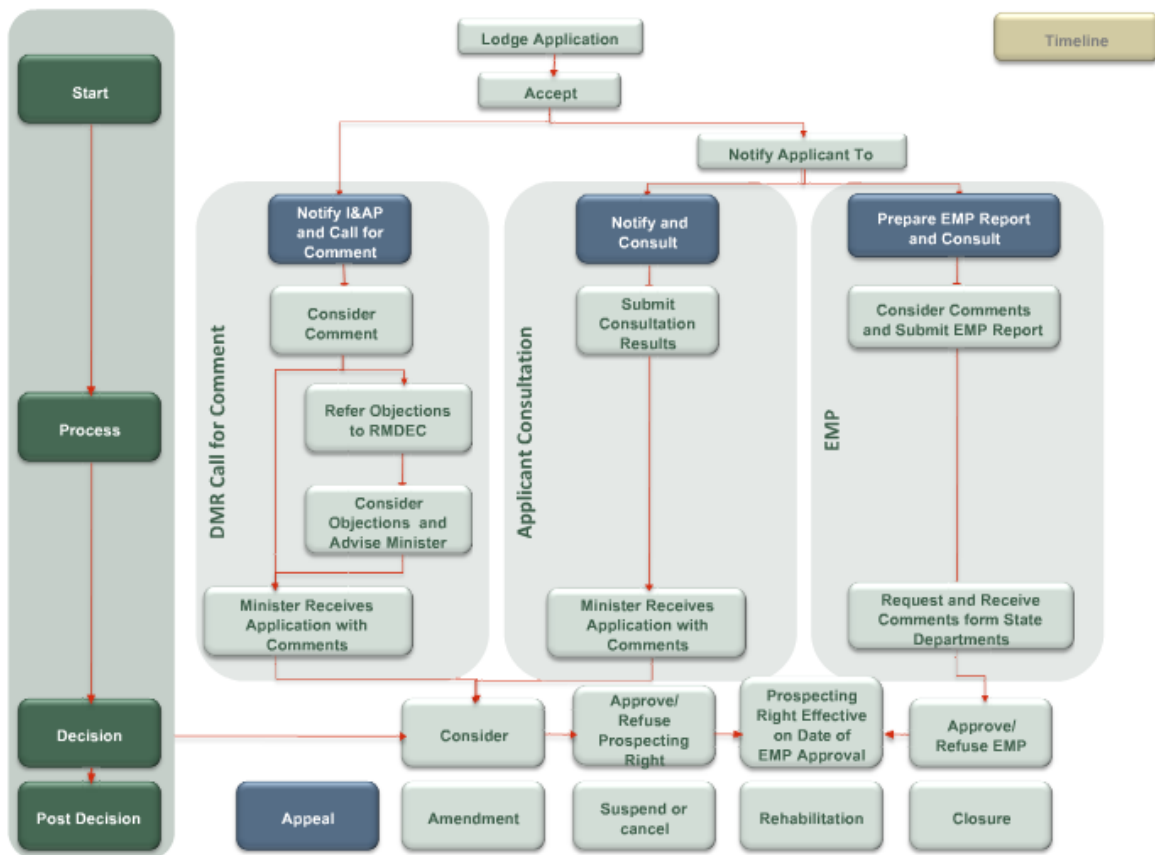 Lodge Application
Timeline
Start
Accept
Notify Applicant To
Notify I&AP
and Call for
Comment
Notify and
Consult
Prepare EMP Report
and Consult
Consider
Comment
Submit
Consultation
Results
Consider Comments
and Submit EMP Report
DMR Call for Comment
Applicant Consultation
EMP
Process
Refer Objections
to RMDEC
Consider
Objections and
Advise Minister
Minister Receives
Application with
Comments
Minister Receives
Application with
Comments
Request and Receive
Comments form State
Departments
Decision
Consider
Approve/
Refuse
Prospecting
Right
Prospecting
Right Effective
on Date of
EMP Approval
Approve/
Refuse EMP
Post Decision
Appeal
Amendment
Suspend or
cancel
Rehabilitation
Closure